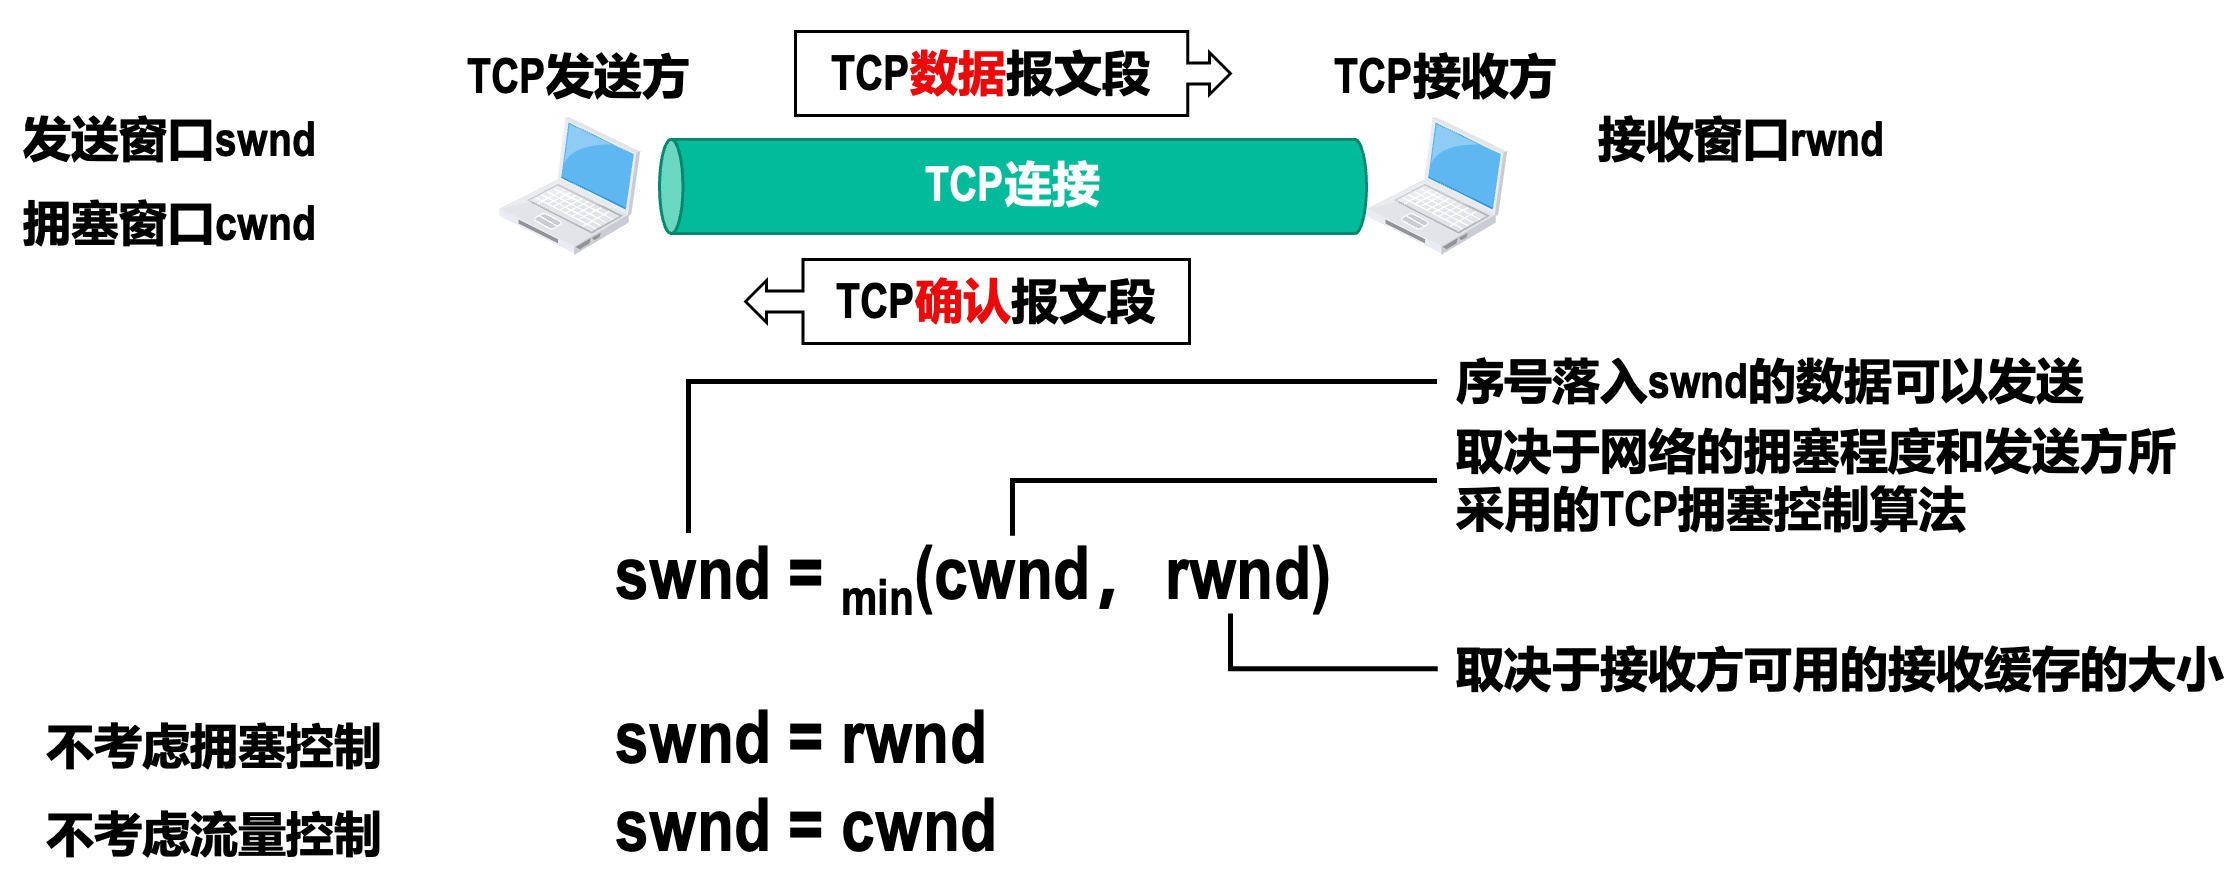 TCP发送方
TCP数据报文段
TCP接收方
发送窗口swnd
接收窗口rwnd
TCP连接
拥塞窗口cwnd
TCP确认报文段
序号落入swnd的数据可以发送
取决于网络的拥塞程度和发送方所
采用的TCP拥塞控制算法
swnd = min(cwnd, rwnd)
取决于接收方可用的接收缓存的大小
不考虑拥塞控制
swnd = rwnd
不考虑流量控制
swnd = cwnd